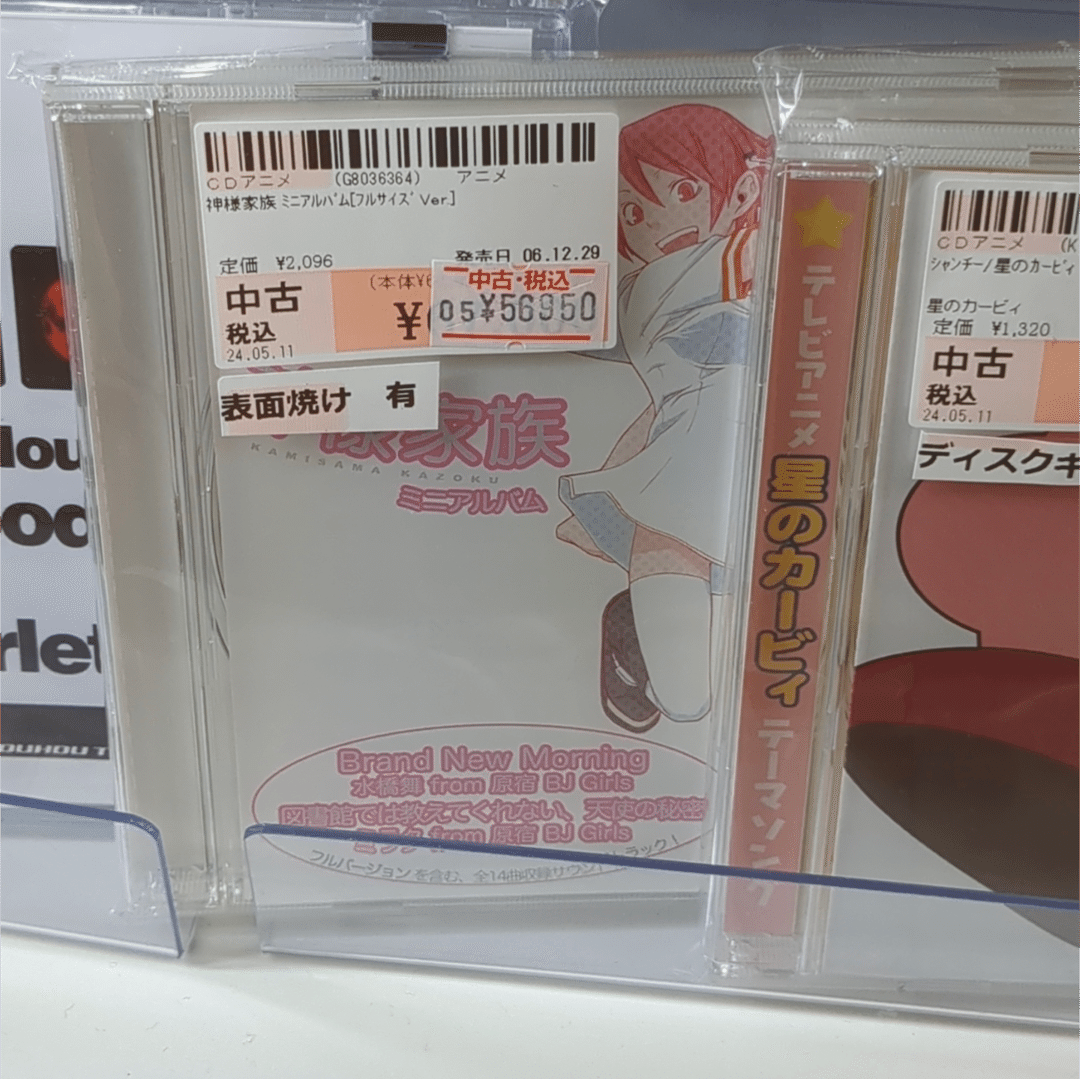 CDアニメ (G8036364) アニメ
神様家族 ミニアルバム[フルサイズ Ver.]
定価 ¥2,096 発売日 06.12.29
(本体¥6
中古 ¥
税込
24.05.11
中古・税込
05 ¥56950
表面焼け 有
様家族
KAMISAMA KAZOKU
ミニアルバム
Brand New Morning
水橋舞 from 原宿 BJ Girls
図書館では教えてくれない、天使の秘密
from 原宿 BJ Girls
フルバージョンを含む、全14曲収録サウンドトラック!
テレビアニメ 星のカービィ テーマソング
CDアニメ (K
シャンチー/星のカービィ
星のカービィ
定価 ¥1,320
中古
税込
24.05.11
ディスクキ
lou
rlet
OUHOU T